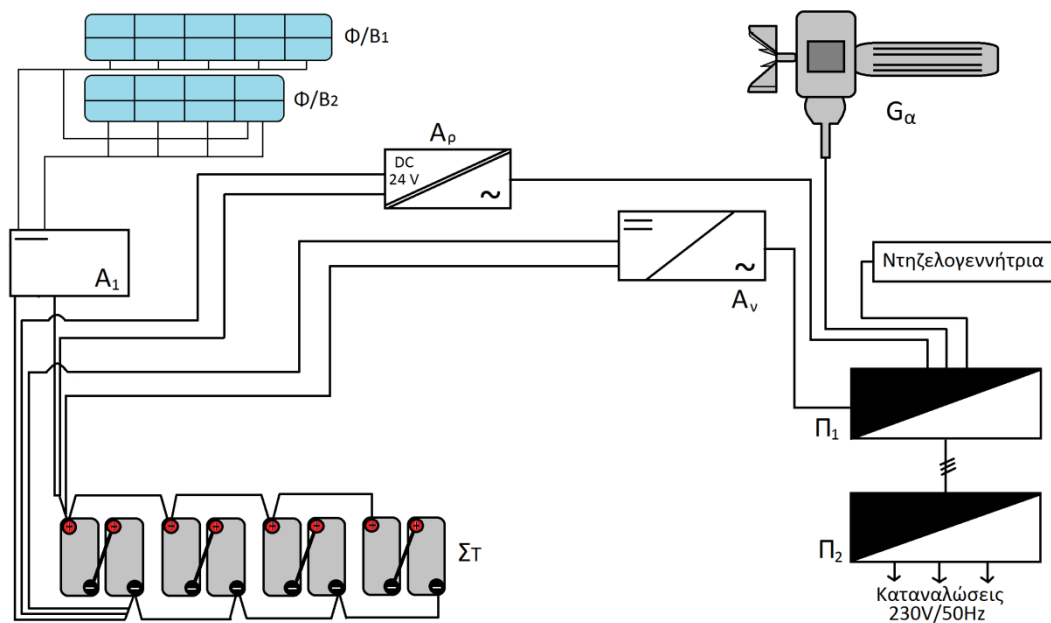 Φ/Β1
Φ/Β2
Gα
Αρ
DC
24 V
~
Α1
~
Αν
Ντηζελογεννήτρια
Π1
ΣΤ
Π2
Καταναλώσεις
230V/50Hz